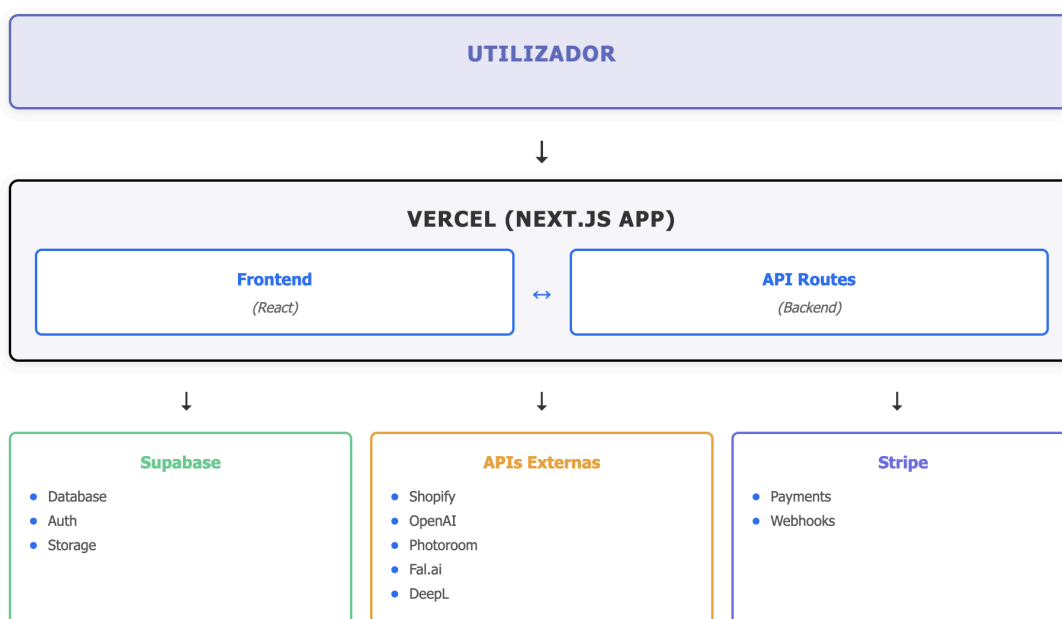 UTILIZADOR
↓
VERCEL (NEXT.JS APP)
Frontend
(React)
↔
API Routes
(Backend)
↓ ↓ ↓
Supabase
• Database
• Auth
• Storage
APIs Externas
• Shopify
• OpenAI
• Photoroom
• Fal.ai
• DeepL
Stripe
• Payments
• Webhooks